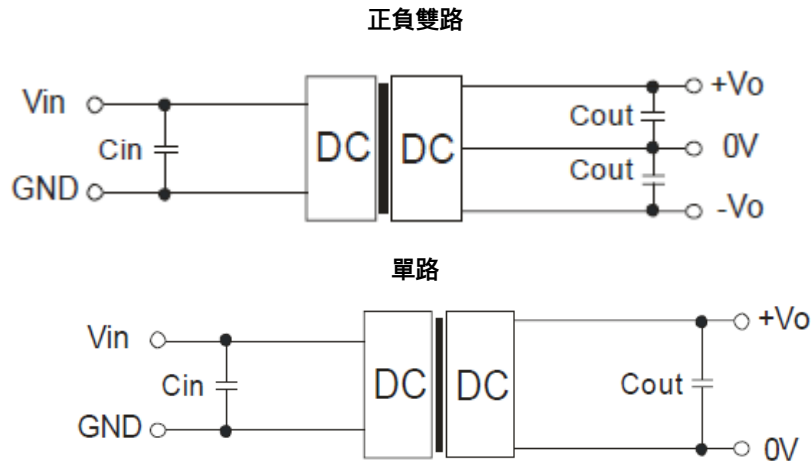 正負雙路
Vin
Cin
GND
DC
DC
Cout
Cout
+Vo
0V
-Vo
單路
Vin
Cin
GND
DC
DC
Cout
+Vo
0V